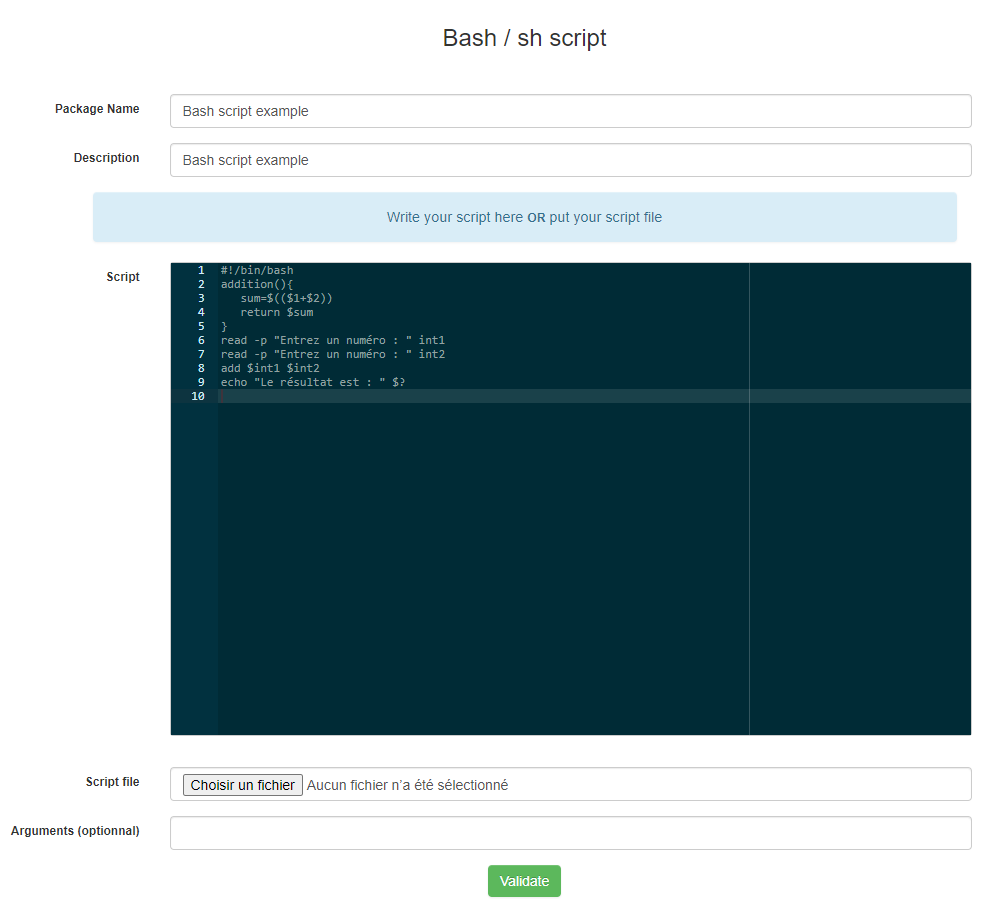 Bash / sh script
Package Name
Bash script example
Description
Bash script example
Write your script here OR put your script file
Script
1 #!/bin/bash
2 addition(){
3    sum=$(($1+$2))
4    return $sum
5 }
6 read -p "Entrez un numéro : " int1
7 read -p "Entrez un numéro : " int2
8 add $int1 $int2
9 echo "Le résultat est : " $?
10
Script file
Choisir un fichier Aucun fichier n’a été sélectionné
Arguments (optionnal)
Validate